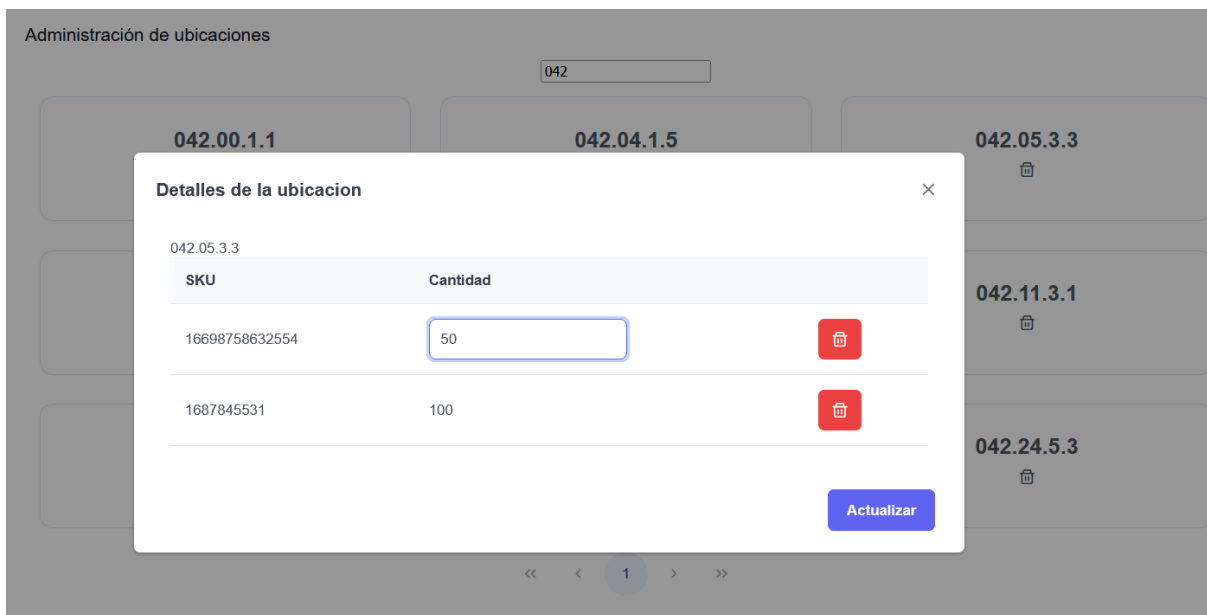 Administración de ubicaciones
042
042.00.1.1 042.04.1.5 042.05.3.3
Detalles de la ubicacion
042.05.3.3
SKU Cantidad
16698758632554 50
1687845531 100
Actualizar
042.11.3.1
042.24.5.3
1